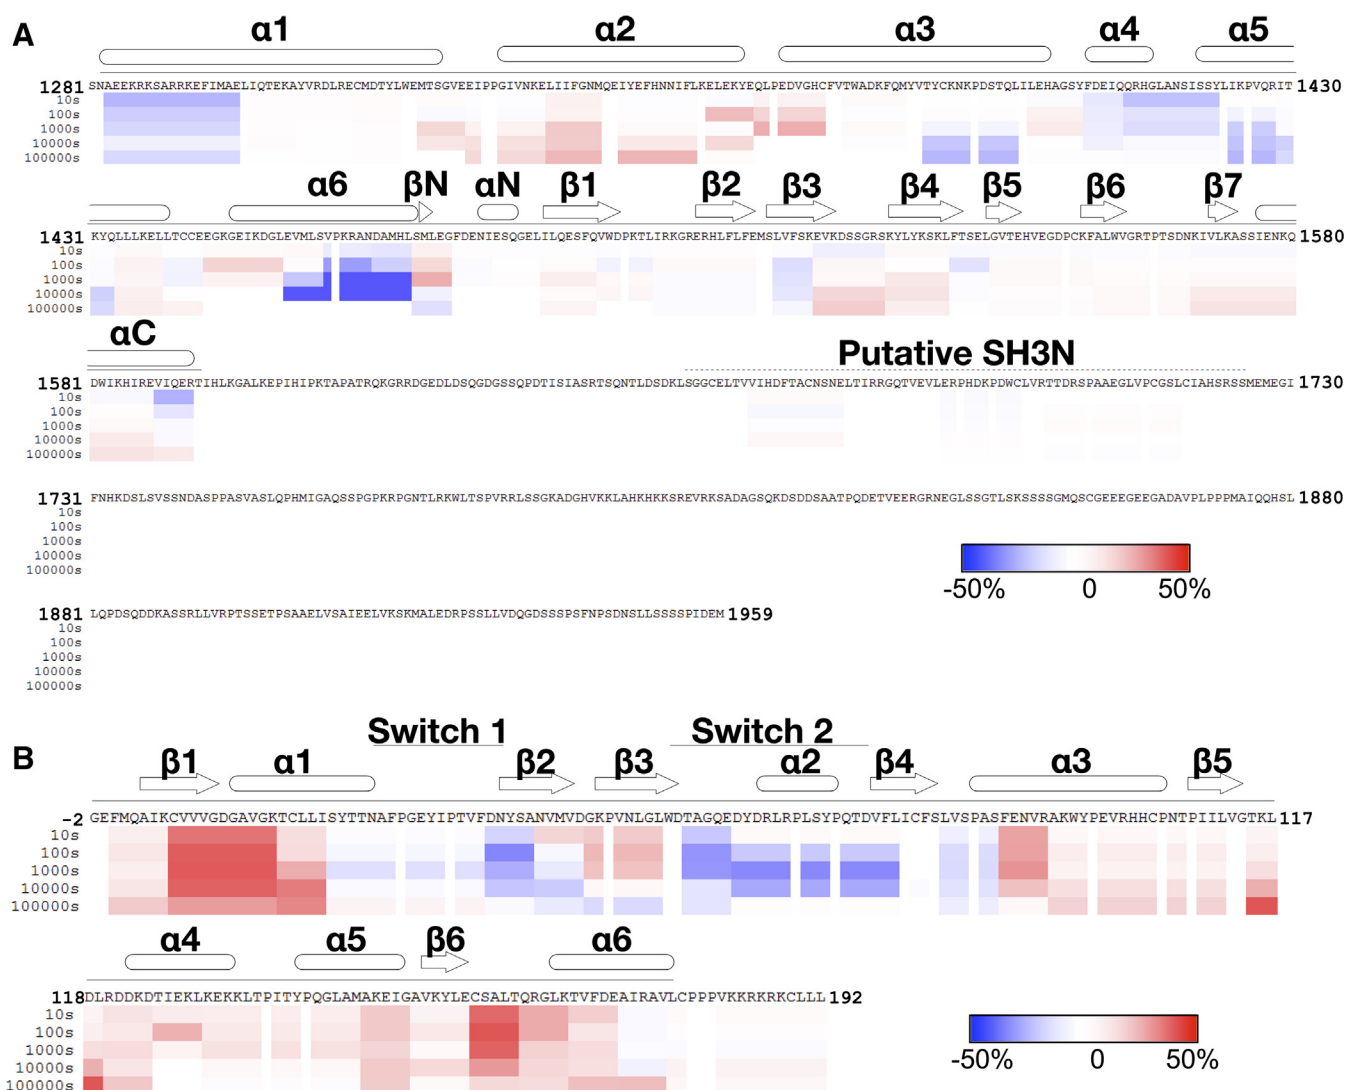 A
α1 α2 α3 α4 α5
1281 SNAEEKRKSARRKEFIMAELIQTEKAYVRDLRECMDTYLWEMTSGVEEIPPGIVNKELIIFGNMQEIYEFHNNIFLKELEKYEQLPEDVGHCFVTWADKFQMYVTYCKNKPDSTQLILEHAGSYFDEIQQRHGLANSISSYLIKPVQRIT 1430
10s
100s
1000s
10000s
100000s
α6 βN αN β1 β2 β3 β4 β5 β6 β7
1431 KYQLLLKELLTCCEEGKGEIKDGLEVMLSVPKRANDAMHLSMLEGFDENIESQGELILQESFQVWDPKTLIRKGRERHLFLFEMSLVFSKEVKDSSGRSKYLYKSKLFTSELGVTEHVEGDPCKFALWVGRTPTSDNKIVLKASSIENKQ 1580
10s
100s
1000s
10000s
100000s
αC Putative SH3N
1581 DWIKHIREVIQERTIHLKGALKEPIHIPKTAPATRQKGRRDGEDLDSQGDGSSQPDTISIASRTSQNTLDSDKLSGGCELTVVIHDFTACNSNELTIRRGQTVEVLERPHDKPDWCLVRTTDRSPAAEGLVPCGSLCIAHSRSSMEMEGI 1730
10s
100s
1000s
10000s
100000s
1731 FNHKDSLSVSSNDASPPASVASLQPHMIGAQSSPGPKRPGNTLRKWLTSPVRRLSSGKADGHVKKLAHKHKKSREVRKSADAGSQKDSDDSAATPQDETVEERGRNEGLSSGTLSKSSSSGMQSCGEEEGEEGADAVPLPPPMAIQQHSL 1880
10s
100s
1000s
10000s
100000s
-50% 0 50%
1881 LQPDSQDDKASSRLLVRPTSSETPSAAELVSAIEELVKSKMALEDRPSSLLVDQGDSSSPSFNPSDNSLLSSSSPIDEM 1959
10s
100s
1000s
10000s
100000s
Switch 1 Switch 2
B
β1 α1 β2 β3 α2 β4 α3 β5
-2 GEFMQAIKCVVVGDGAVGKTCLLISYTTNAFPGEYIPTVFDNYSANVMVDGKPVNLGLWDTAGQEDYDRLRPLSYPQTDVFLICFSLVSPASFENVRAKWYPEVRHHCPNTPIILVGTKL 117
10s
100s
1000s
10000s
100000s
α4 α5 β6 α6
118 DLRDDKDTIEKLKEKKLTPITYPQGLAMAKEIGAVKYLECSALTQRGLKTVFDEAIRAVLCPPPVKKRKRKCLLL 192
10s
100s
1000s
10000s
100000s
-50% 0 50%